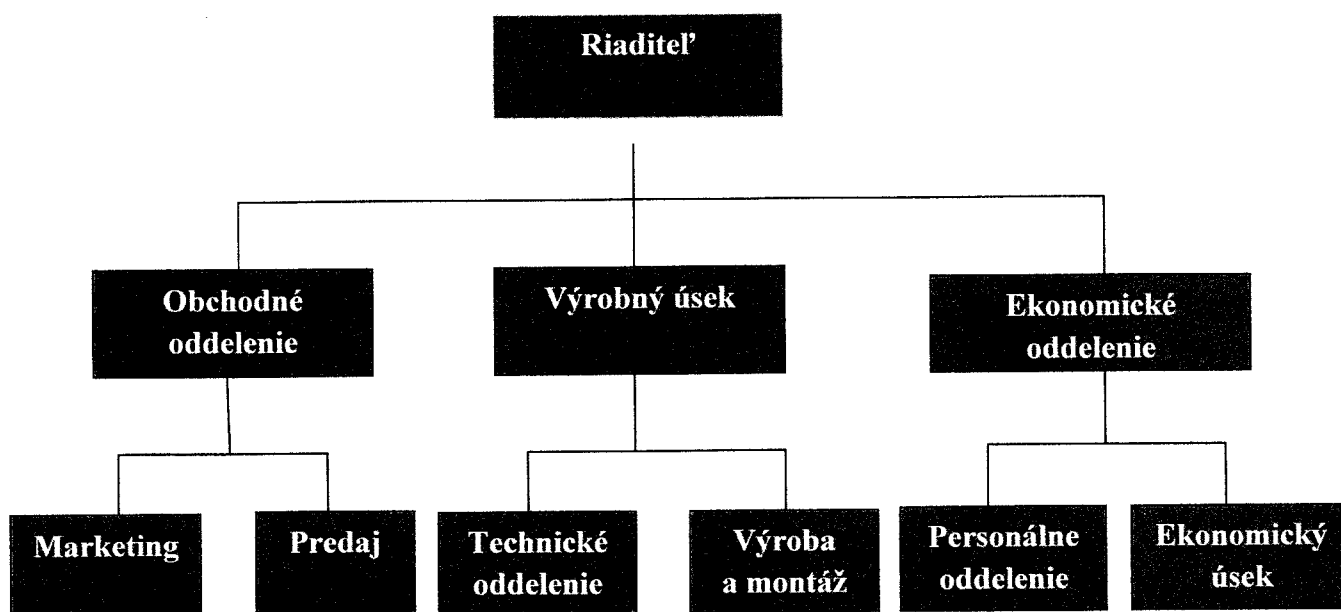 Riaditeľ
Obchodné
oddelenie
Výrobný úsek
Ekonomické
oddelenie
Marketing
Predaj
Technické
oddelenie
Výroba
a montáž
Personálne
oddelenie
Ekonomický
úsek